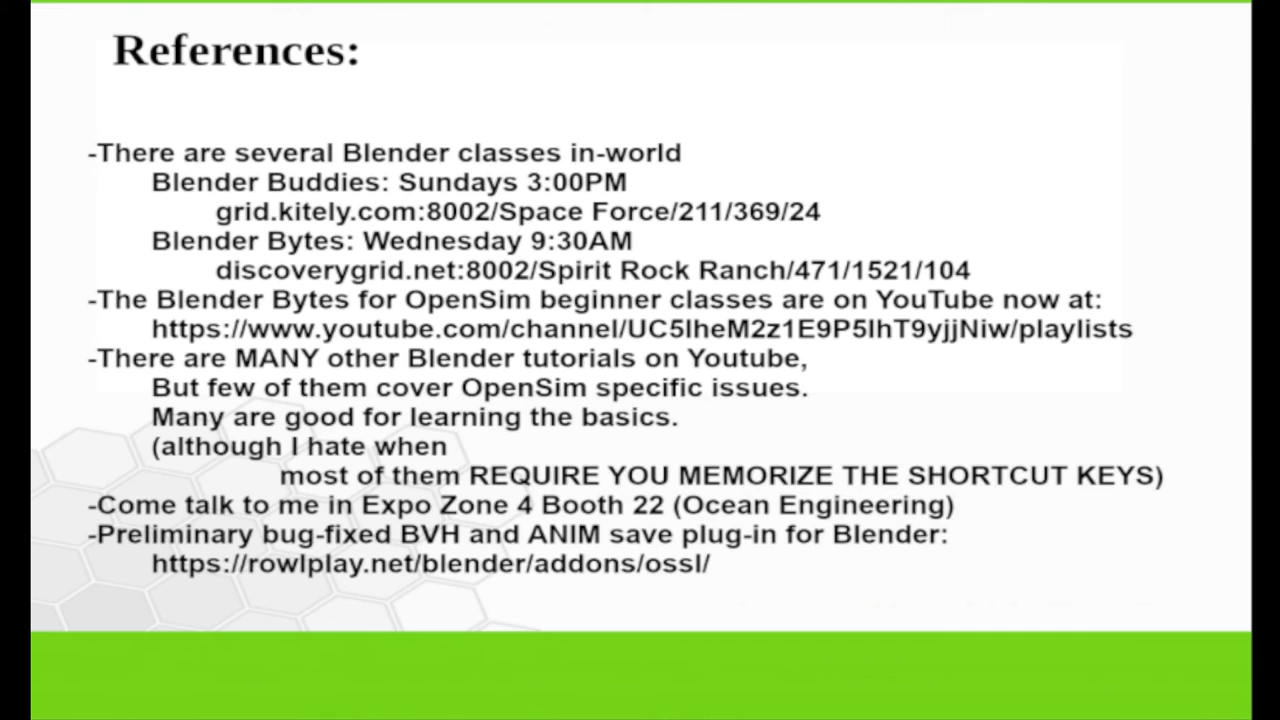 References:
-There are several Blender classes in-world
Blender Buddies: Sundays 3:00PM
grid.kitely.com:8002/Space Force/211/369/24
Blender Bytes: Wednesday 9:30AM
discoverygrid.net:8002/Spirit Rock Ranch/471/1521/104
-The Blender Bytes for OpenSim beginner classes are on YouTube now at:
https://www.youtube.com/channel/UC5IheM2z1E9P5IhT9yjjNiw/playlists
-There are MANY other Blender tutorials on Youtube,
But few of them cover OpenSim specific issues.
Many are good for learning the basics.
(although I hate when
most of them REQUIRE YOU MEMORIZE THE SHORTCUT KEYS)
-Come talk to me in Expo Zone 4 Booth 22 (Ocean Engineering)
-Preliminary bug-fixed BVH and ANIM save plug-in for Blender:
https://rowlplay.net/blender/addons/ossl/